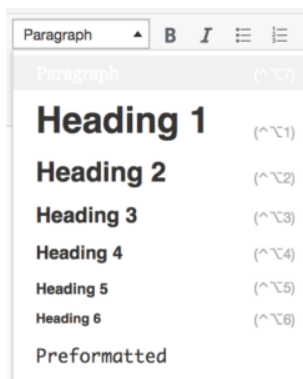 Paragraph B I
Paragraph (^⌥7)
Heading 1 (^⌥1)
Heading 2 (^⌥2)
Heading 3 (^⌥3)
Heading 4 (^⌥4)
Heading 5 (^⌥5)
Heading 6 (^⌥6)
Preformatted